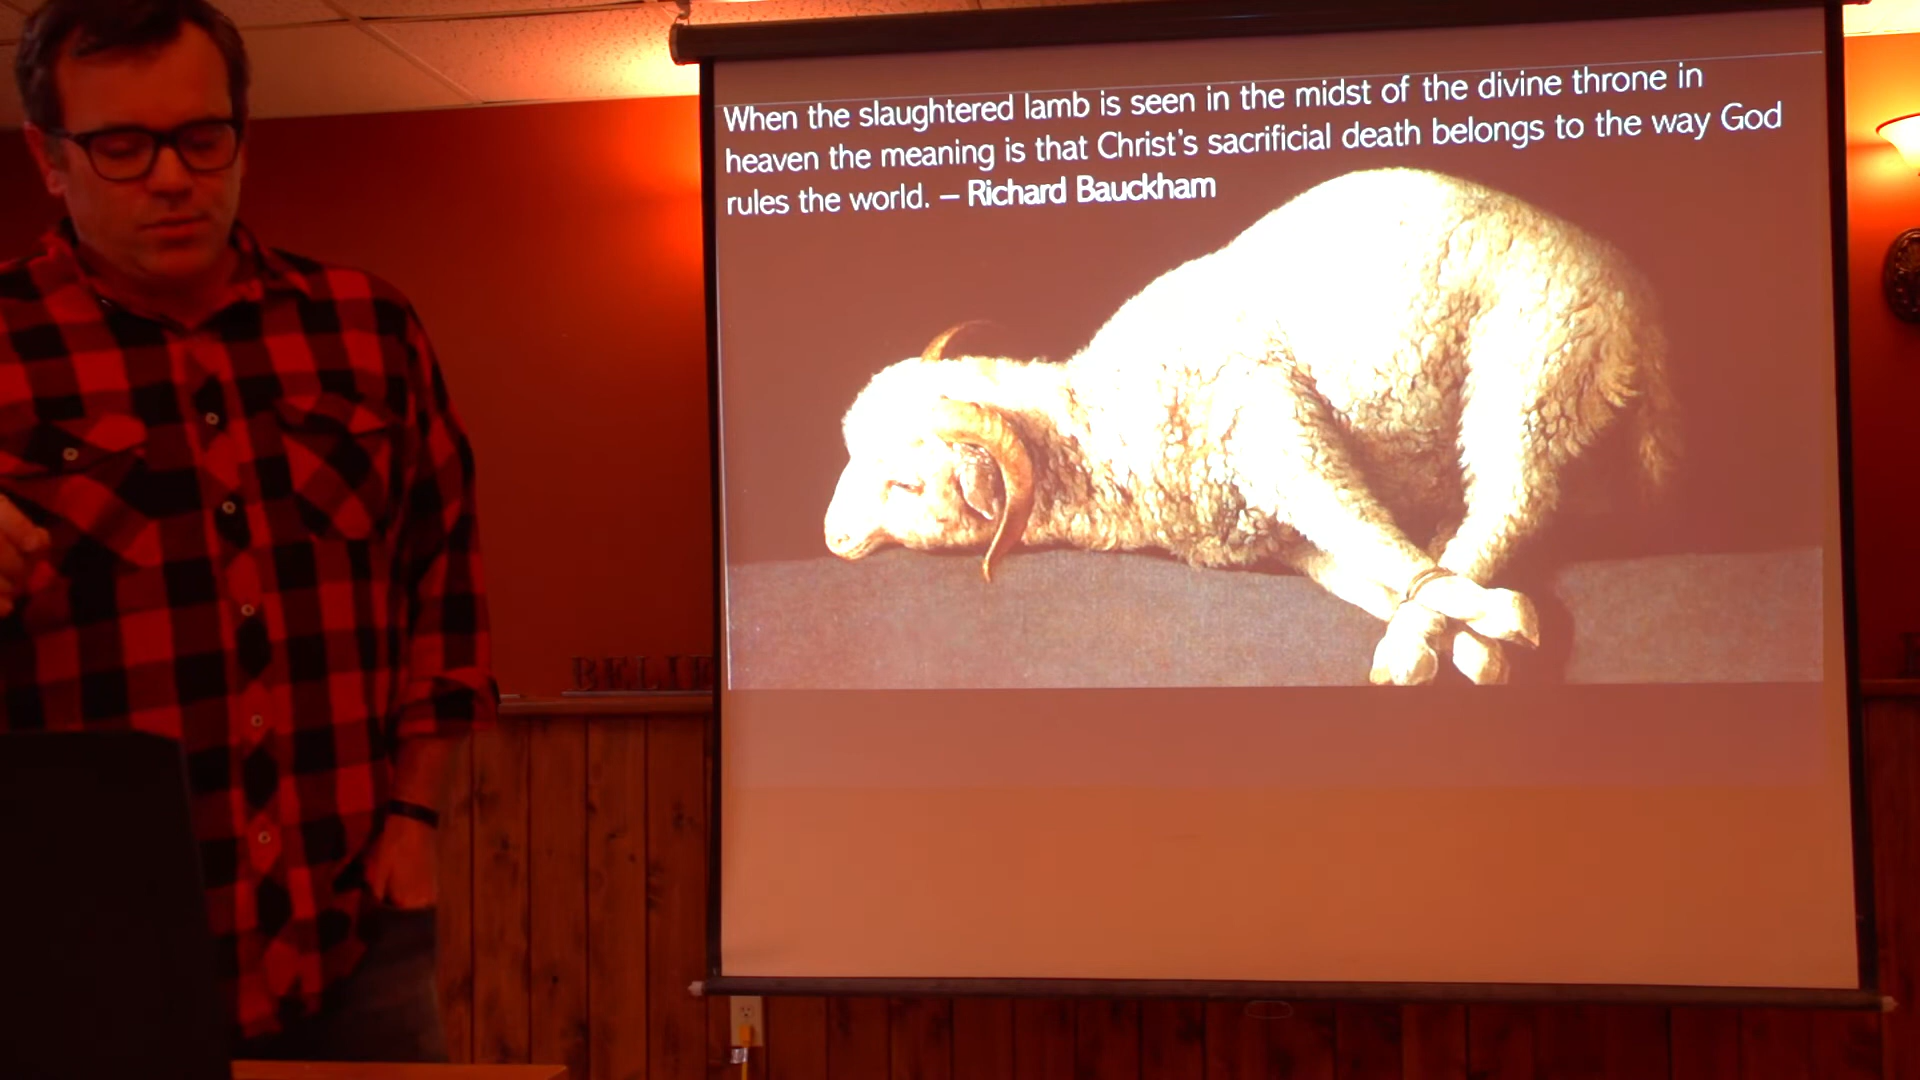 When the slaughtered lamb is seen in the midst of the divine throne in
heaven the meaning is that Christ's sacrificial death belongs to the way God
rules the world. – Richard Bauckham
BELIE